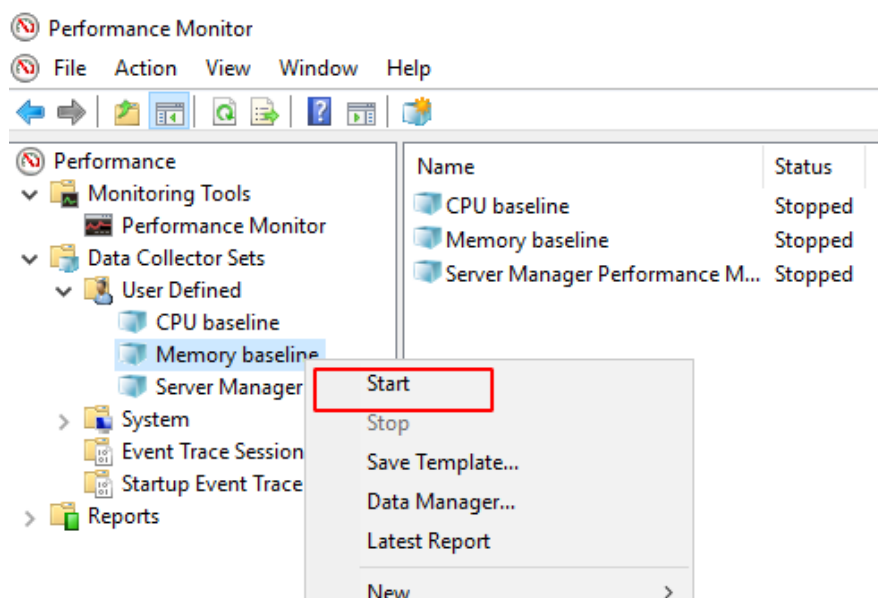 Performance Monitor
File Action View Window Help
Performance
Monitoring Tools
Performance Monitor
Data Collector Sets
User Defined
CPU baseline
Memory baseline
Server Manager
System
Event Trace Session
Startup Event Trace
Reports
Name Status
CPU baseline Stopped
Memory baseline Stopped
Server Manager Performance M... Stopped
Start
Stop
Save Template...
Data Manager...
Latest Report
New